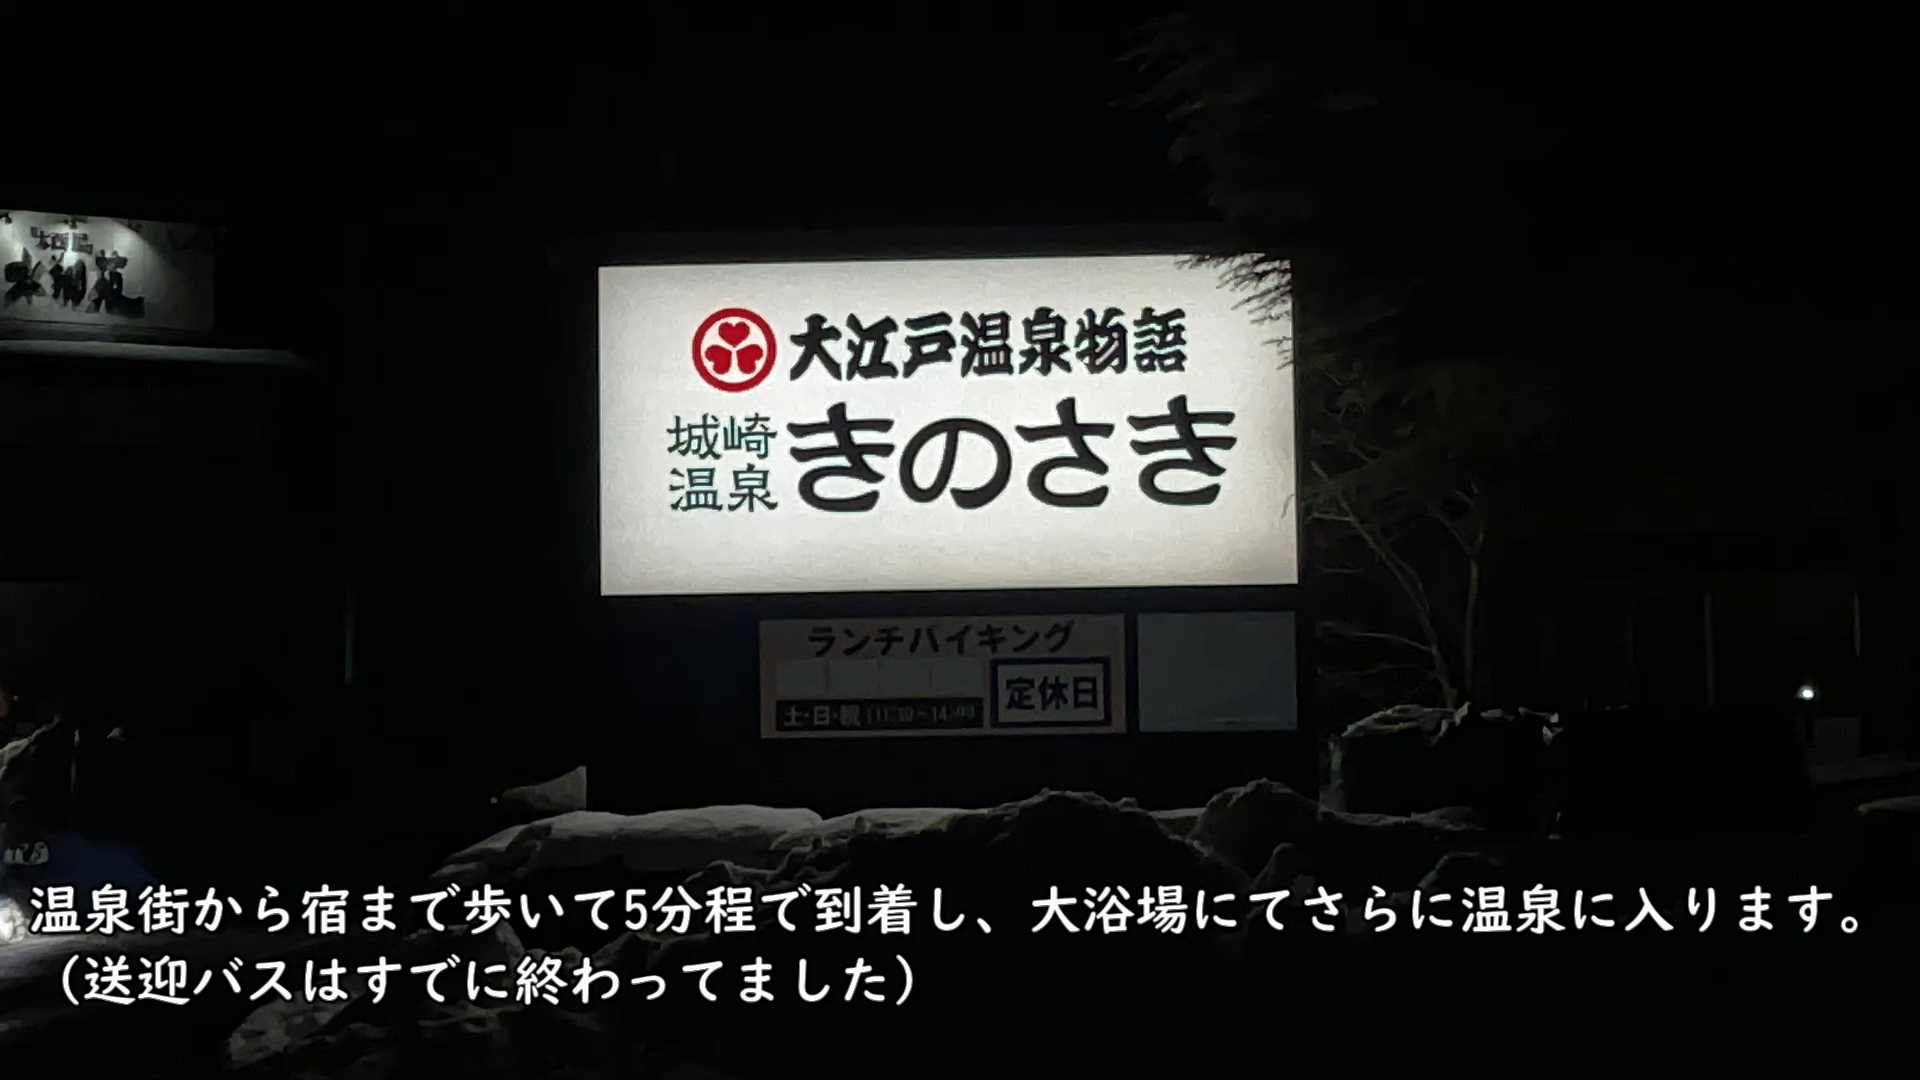 大江戸温泉物語
城崎
温泉
きのさき
ランチバイキング
定休日
土・日・祝
温泉街から宿まで歩いて5分程で到着し、大浴場にてさらに温泉に入ります。
（送迎バスはすでに終わってました）